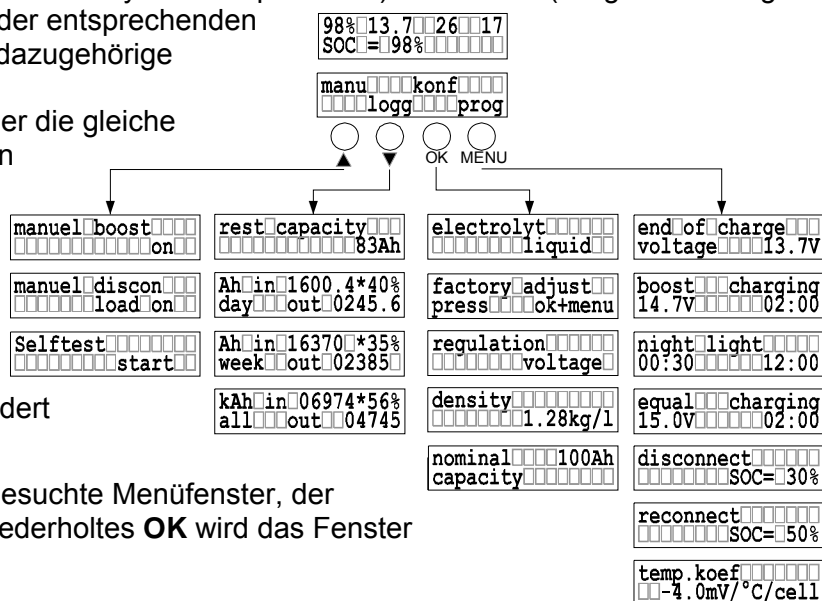 der entsprechenden
dazugehörige
er die gleiche
n
98% 13.7 26 17
SOC = 98%
manu konf
logg prog
▲ ▼ OK MENU
manuel boost
on
manuel discon
load on
Selftest
start
rest capacity
83Ah
Ah in 1600.4*40%
day out 0245.6
Ah in 16370 *35%
week out 02385
kAh in 06974*56%
all out 04745
electrolyt
liquid
factory adjust
press ok+menu
regulation
voltage
density
1.28kg/l
nominal 100Ah
capacity
end of charge
voltage 13.7V
boost charging
14.7V 02:00
night light
00:30 12:00
equal charging
15.0V 02:00
disconnect
SOC= 30%
reconnect
SOC= 50%
temp.koef
-4.0mV/°C/cell
dert
esuchte Menüfenster, der
ederholtes OK wird das Fenster